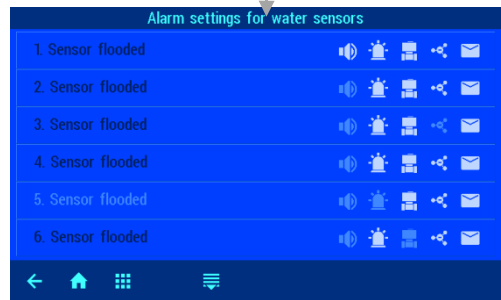 Alarm settings for water sensors
1. Sensor flooded
2. Sensor flooded
3. Sensor flooded
4. Sensor flooded
5. Sensor flooded
6. Sensor flooded